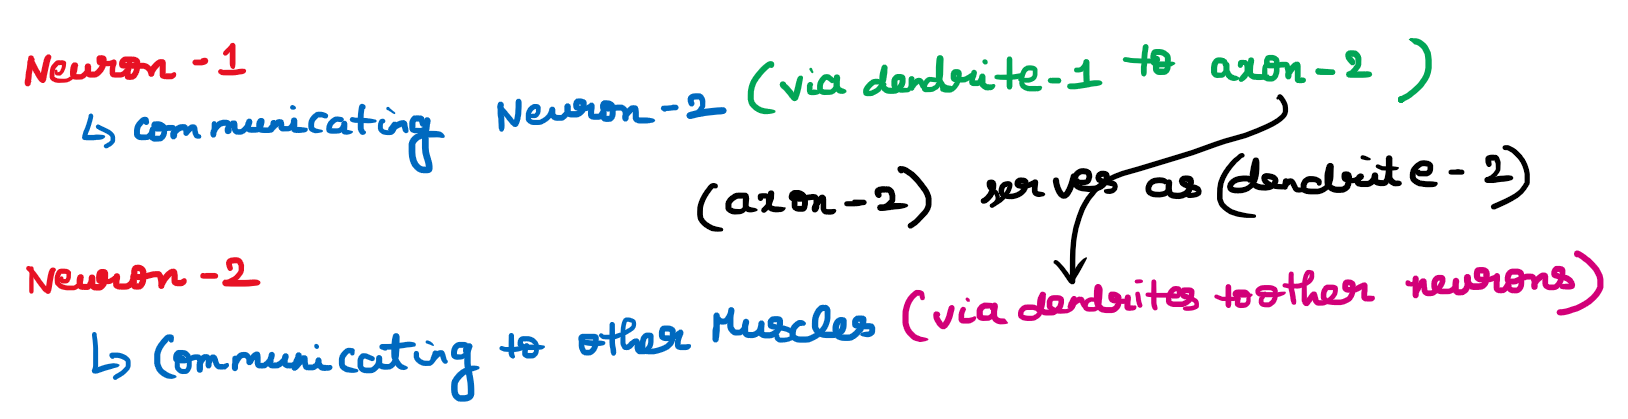 Neuron - 1
↳ communicating Neuron - 2 (via dendrite - 1 to axon - 2)
(axon - 2) serves as (dendrite - 2)
Neuron - 2
↳ Communicating to other Muscles (via dendrites to other neurons)